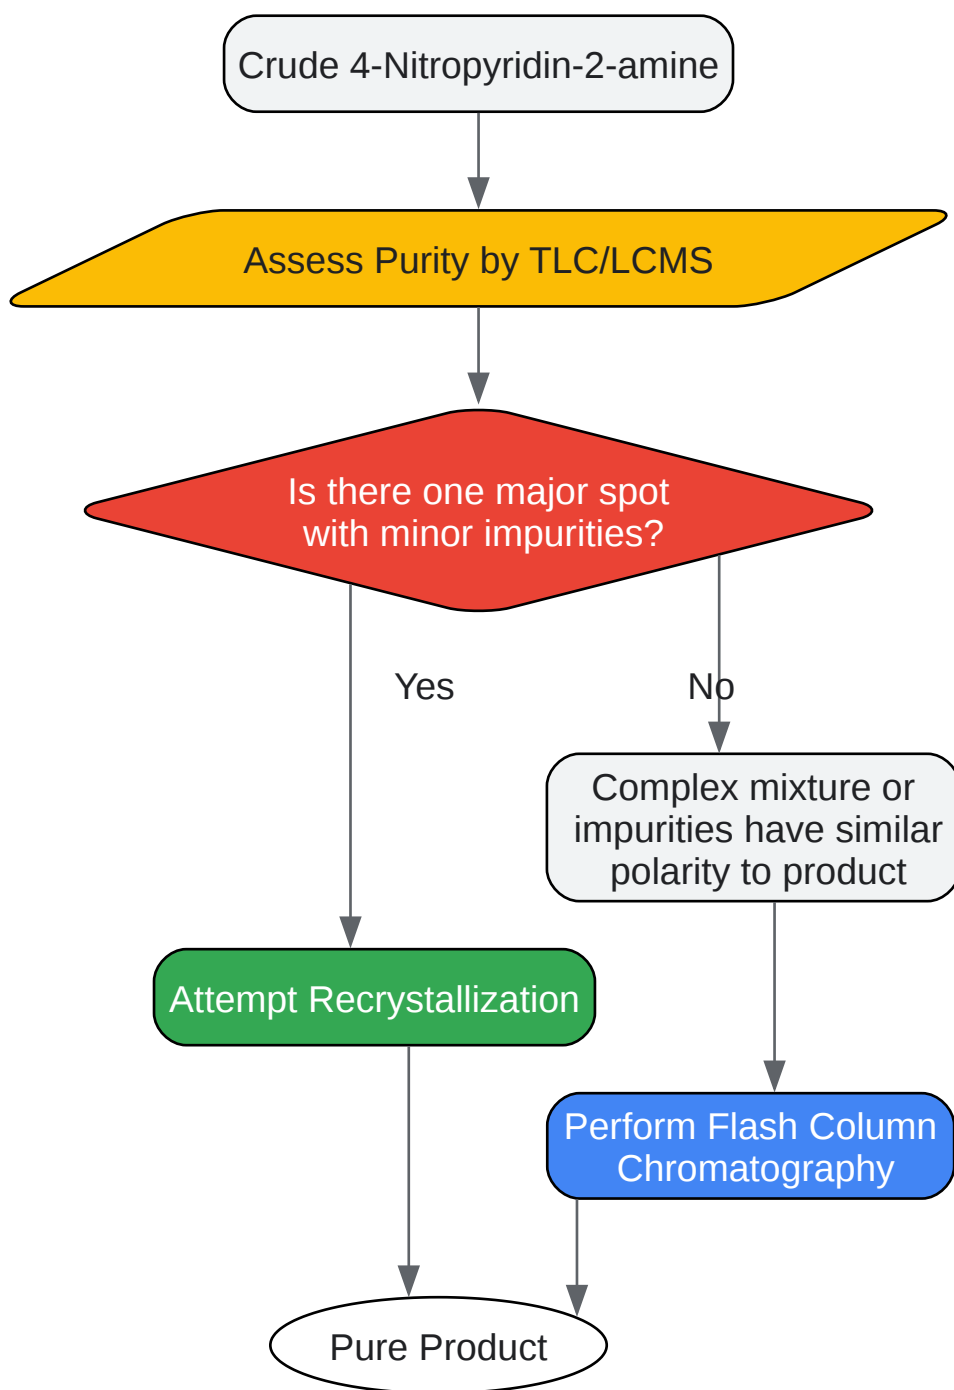 Crude 4-Nitropyridin-2-amine
Assess Purity by TLC/LCMS
Is there one major spot
with minor impurities?
Yes
No
Complex mixture or
impurities have similar
polarity to product
Attempt Recrystallization
Perform Flash Column
Chromatography
Pure Product